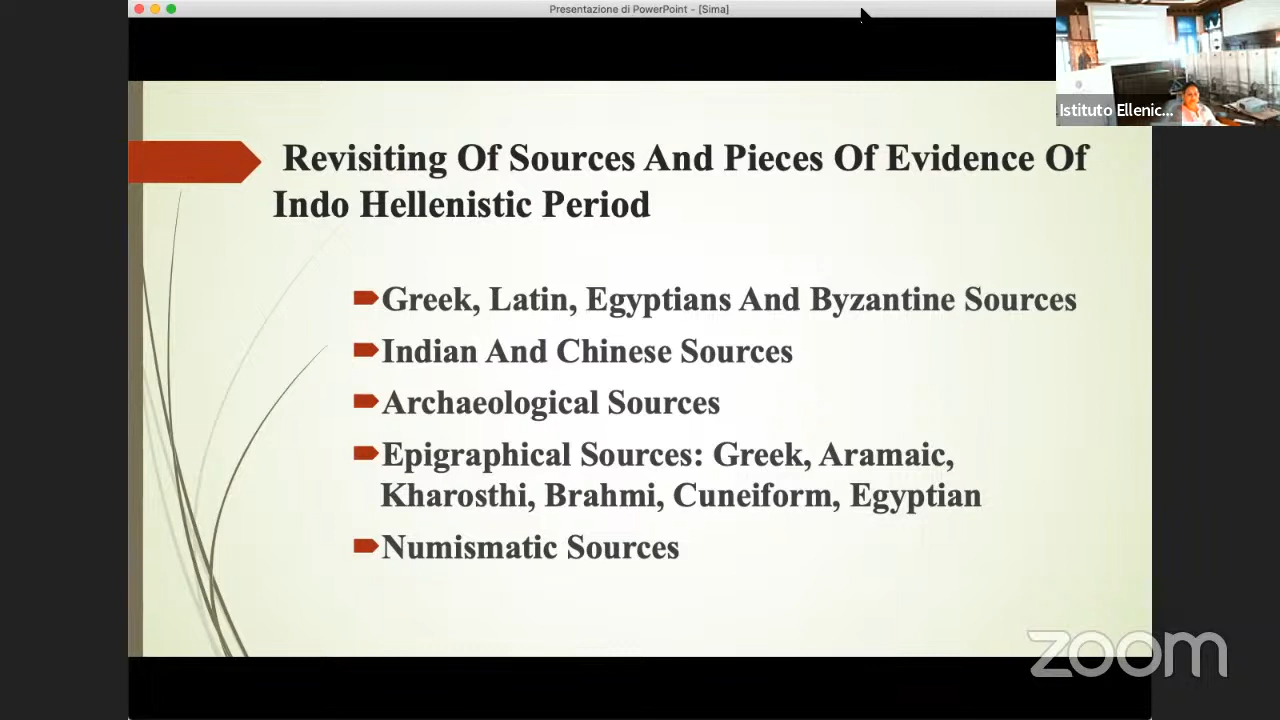 Presentazione di PowerPoint - [Sima]
Istituto Ellenic...
Revisiting Of Sources And Pieces Of Evidence Of
Indo Hellenistic Period
Greek, Latin, Egyptians And Byzantine Sources
Indian And Chinese Sources
Archaeological Sources
Epigraphical Sources: Greek, Aramaic,
Kharosthi, Brahmi, Cuneiform, Egyptian
Numismatic Sources
zoom